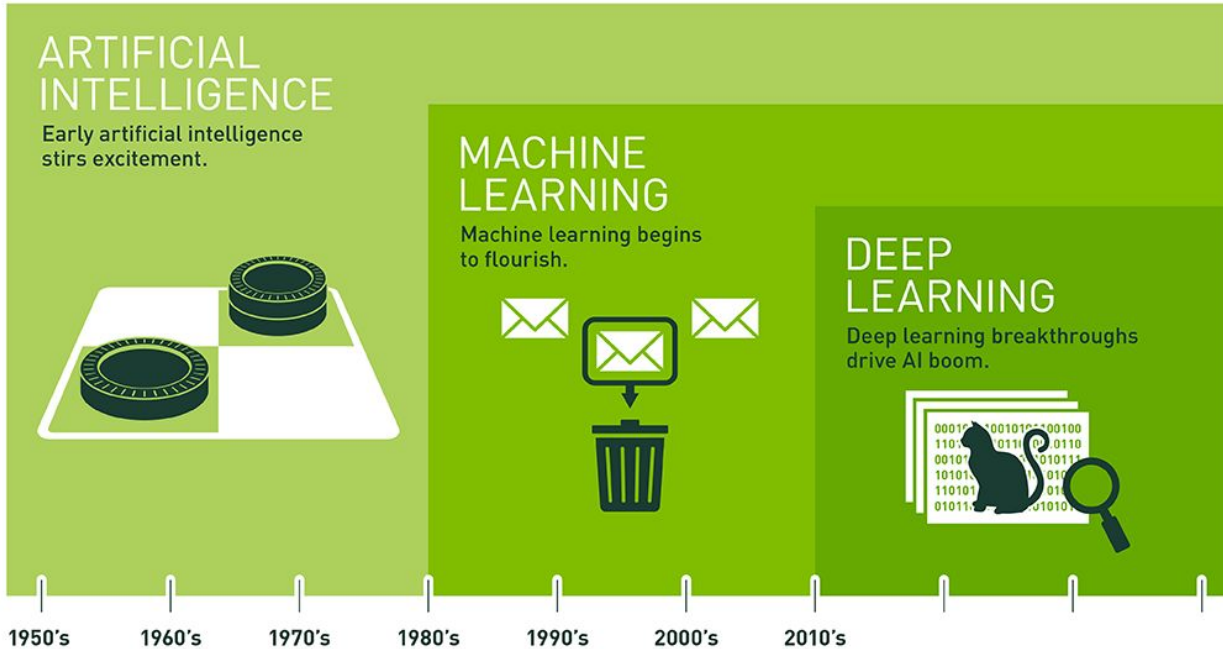 ARTIFICIAL
INTELLIGENCE
Early artificial intelligence
stirs excitement.
MACHINE
LEARNING
Machine learning begins
to flourish.
DEEP
LEARNING
Deep learning breakthroughs
drive AI boom.
1950's 1960's 1970's 1980's 1990's 2000's 2010's